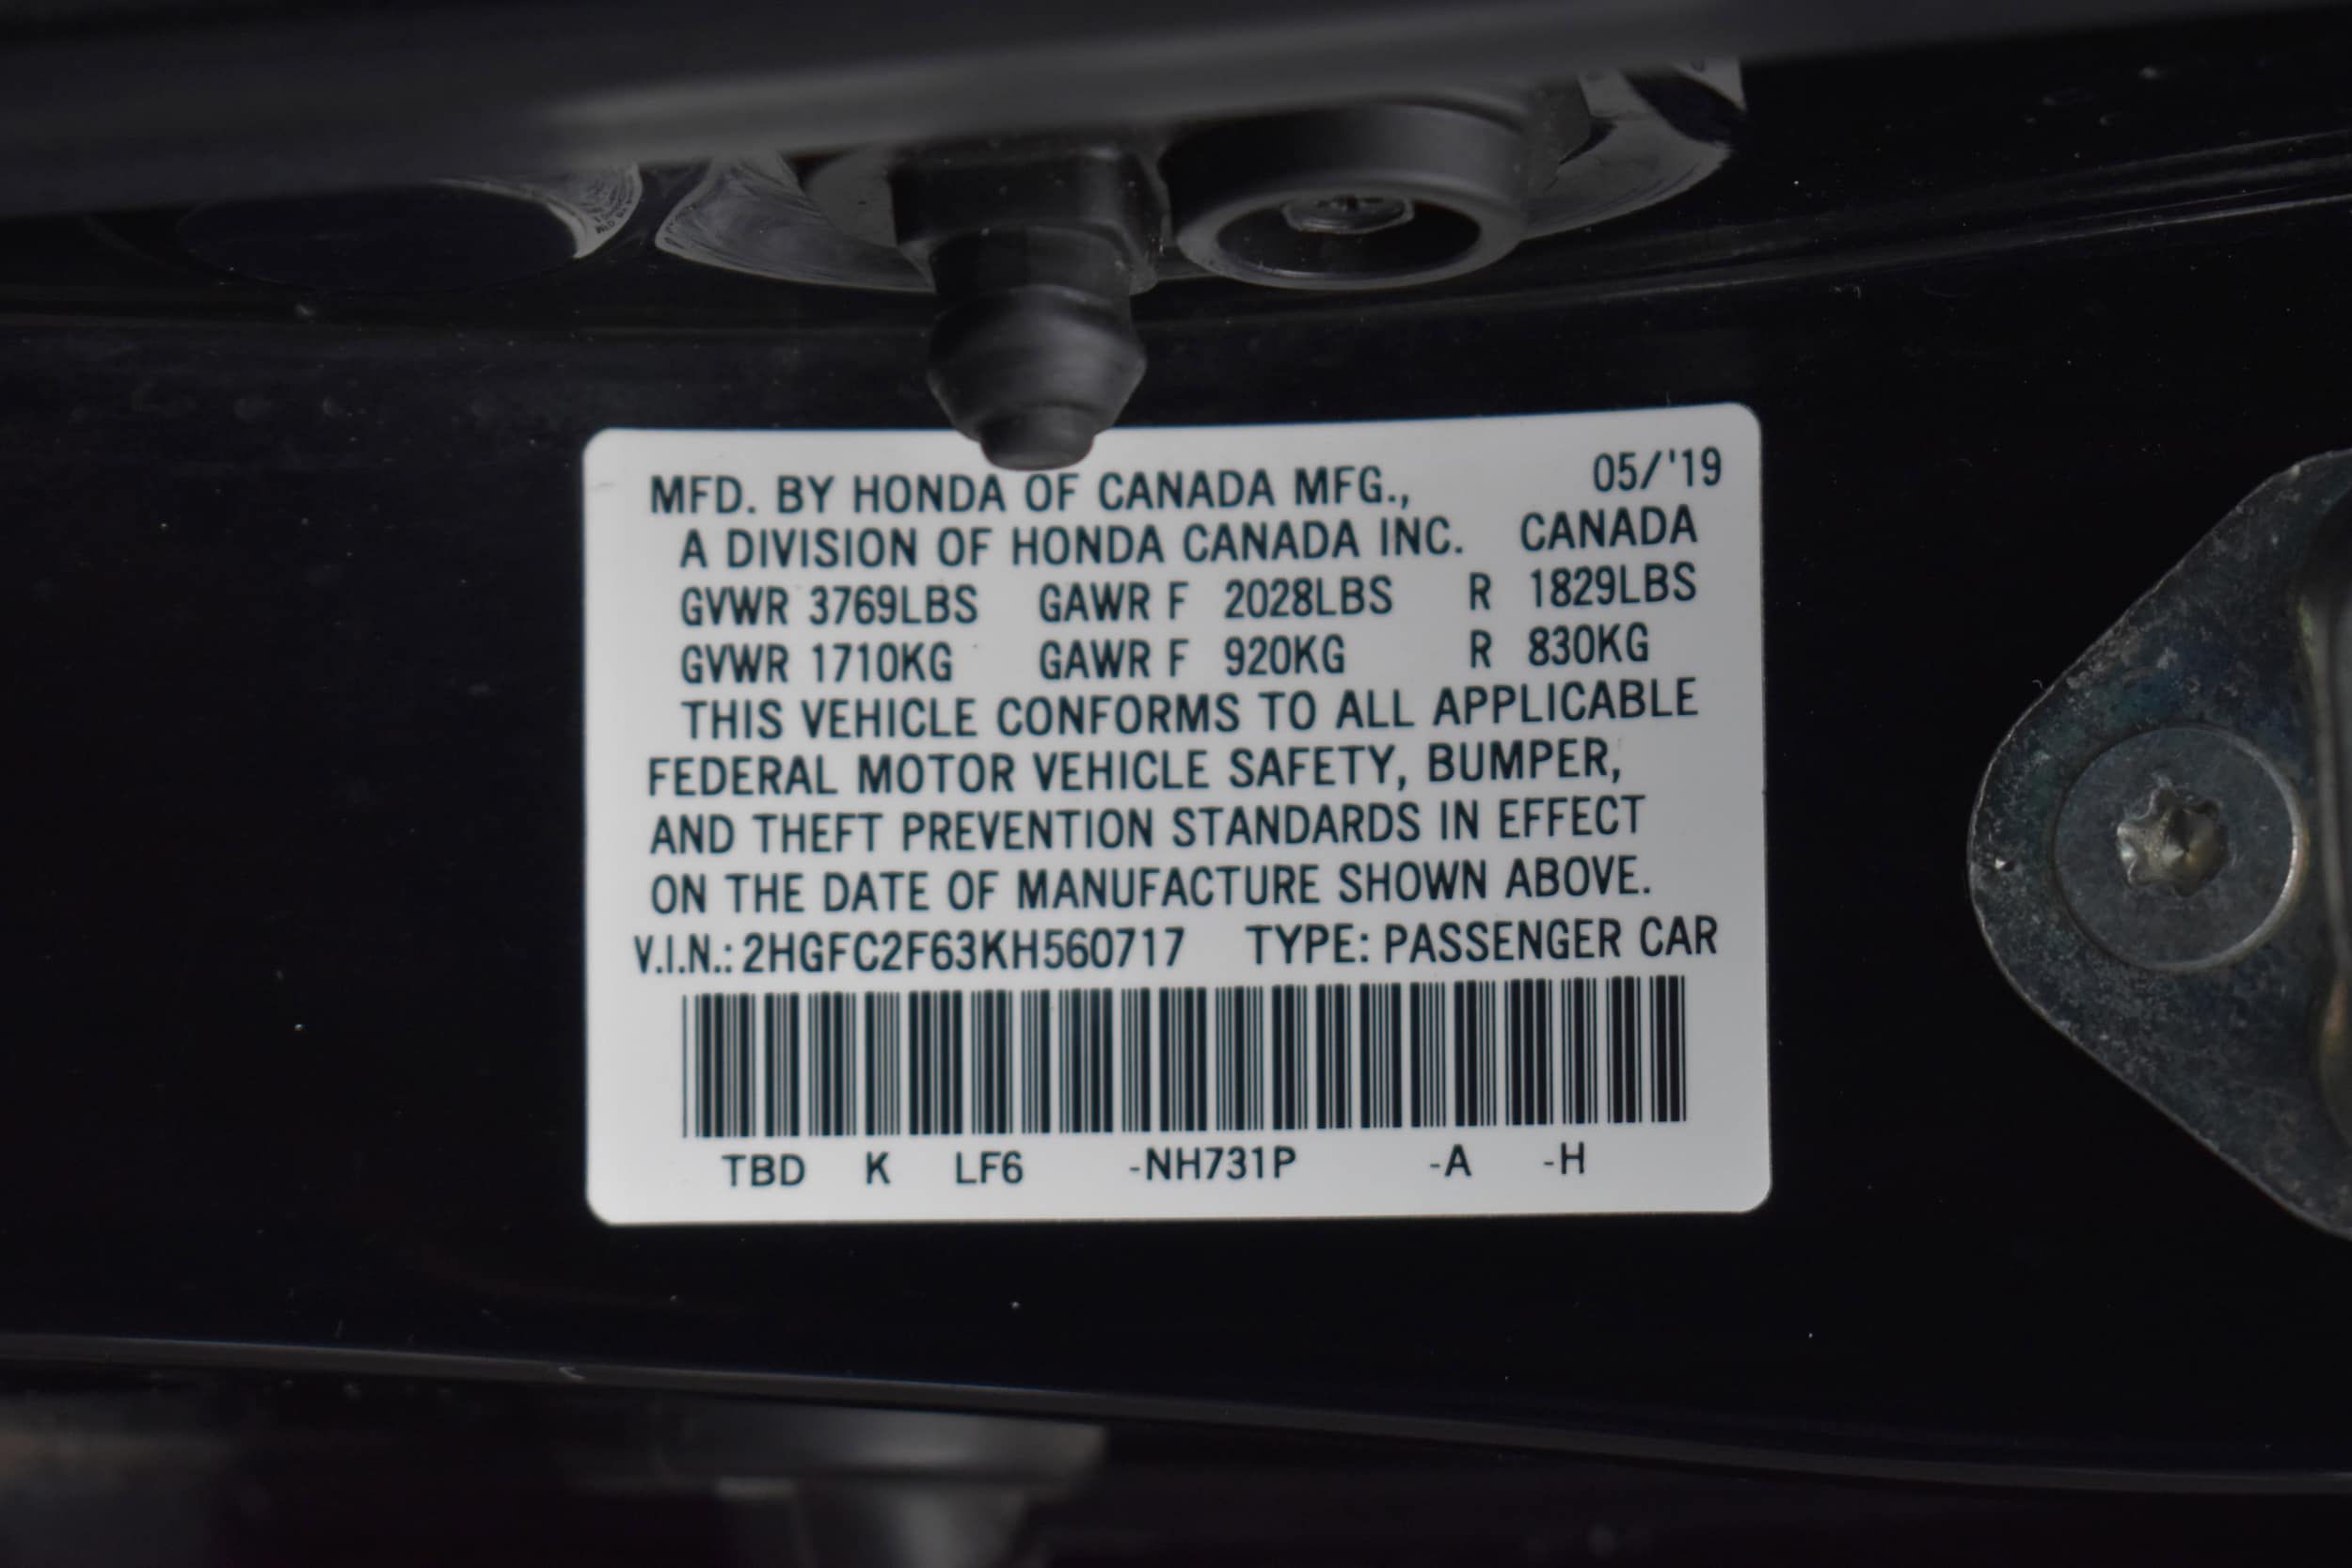 MFD. BY HONDA OF CANADA MFG., 05/'19
A DIVISION OF HONDA CANADA INC. CANADA
GVWR 3769LBS GAWR F 2028LBS R 1829LBS
GVWR 1710KG GAWR F 920KG R 830KG
THIS VEHICLE CONFORMS TO ALL APPLICABLE
FEDERAL MOTOR VEHICLE SAFETY, BUMPER,
AND THEFT PREVENTION STANDARDS IN EFFECT
ON THE DATE OF MANUFACTURE SHOWN ABOVE.
V.I.N.: 2HGFC2F63KH560717 TYPE: PASSENGER CAR
TBD K LF6 -NH731P -A -H